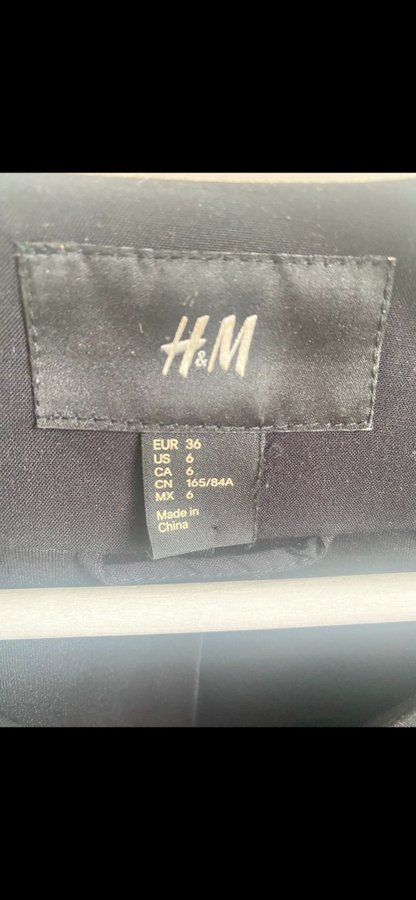 H&M
EUR 36
US 6
CA 6
CN 165/84A
MX 6
Made in
China